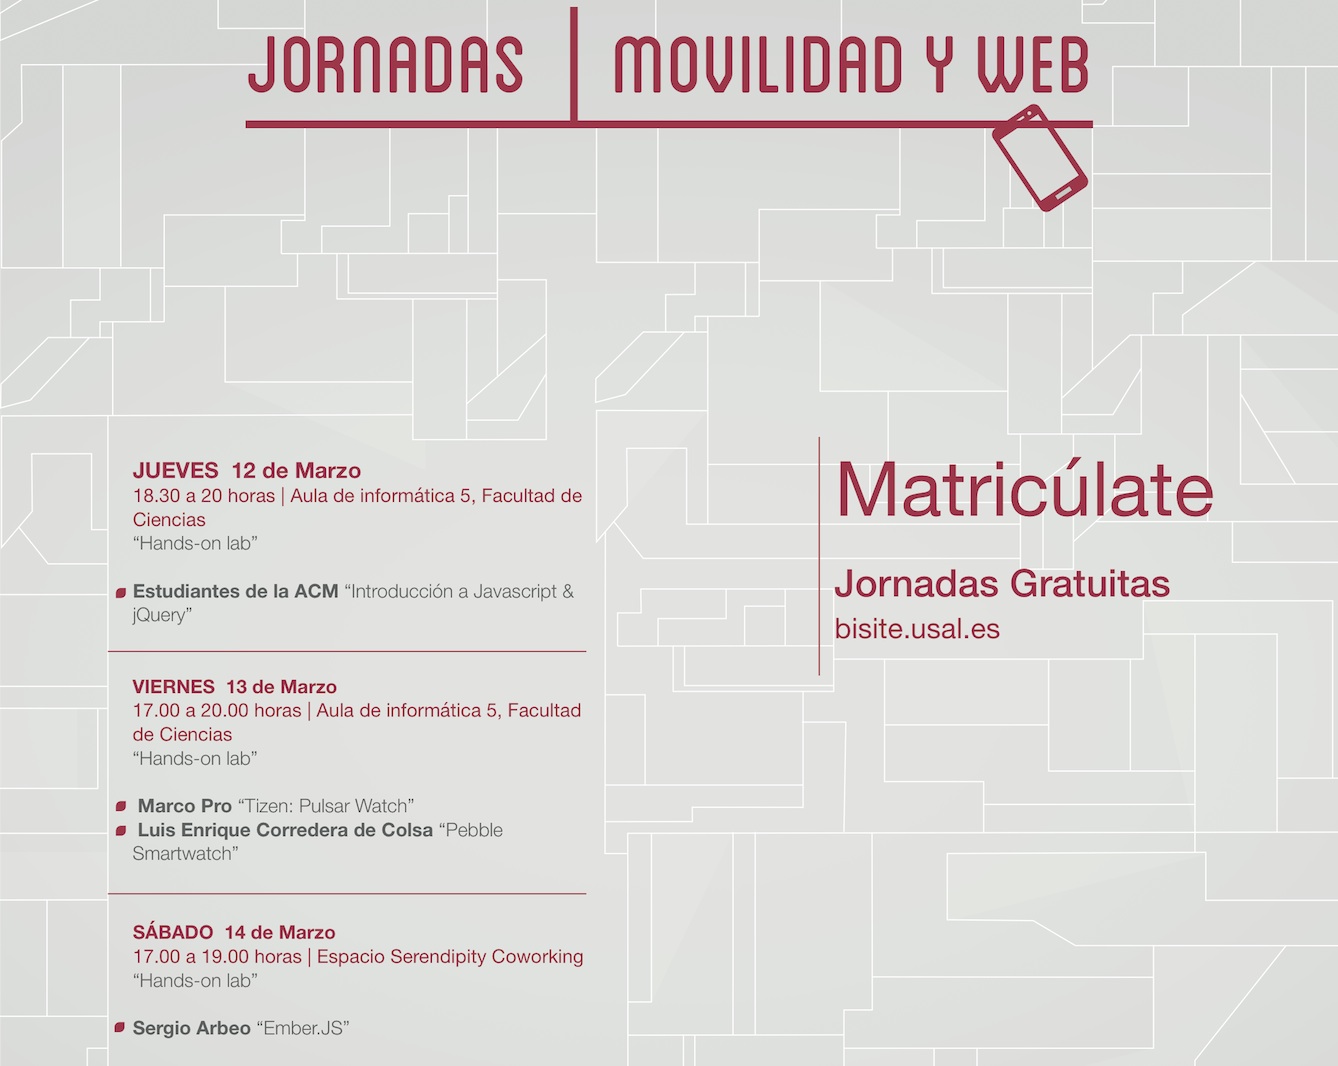 JORNADAS | MOVILIDAD Y WEB
JUEVES 12 de Marzo
18.30 a 20 horas | Aula de informática 5, Facultad de
Ciencias
“Hands-on lab”
Estudiantes de la ACM “Introducción a Javascript &
jQuery”
VIERNES 13 de Marzo
17.00 a 20.00 horas | Aula de informática 5, Facultad
de Ciencias
“Hands-on lab”
Marco Pro “Tizen: Pulsar Watch”
Luis Enrique Corredera de Colsa “Pebble
Smartwatch”
SÁBADO 14 de Marzo
17.00 a 19.00 horas | Espacio Serendipity Coworking
“Hands-on lab”
Sergio Arbeo “Ember.JS”
Matricúlate
Jornadas Gratuitas
bisite.usal.es